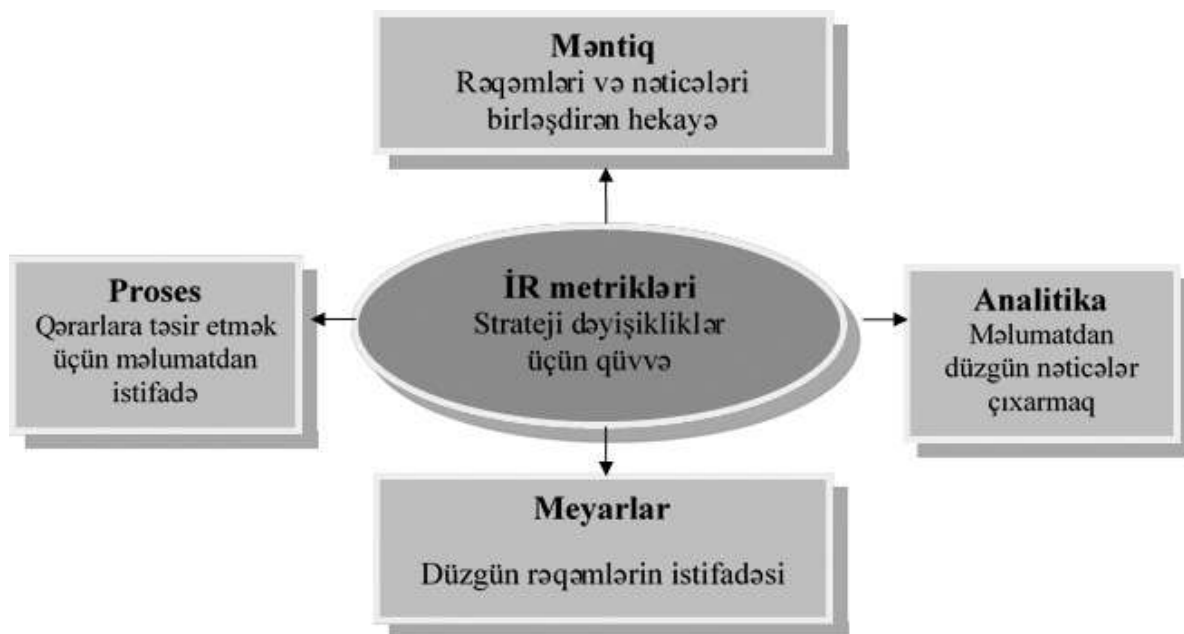 Məntiq
Rəqəmləri və nəticələri
birləşdirən hekayə
Proses
Qərarlara təsir etmək
üçün məlumatdan
istifadə
İR metrikləri
Strateji dəyişikliklər
üçün qüvvə
Analitika
Məlumatdan
düzgün nəticələr
çıxarmaq
Meyarlar
Düzgün rəqəmlərin istifadəsi